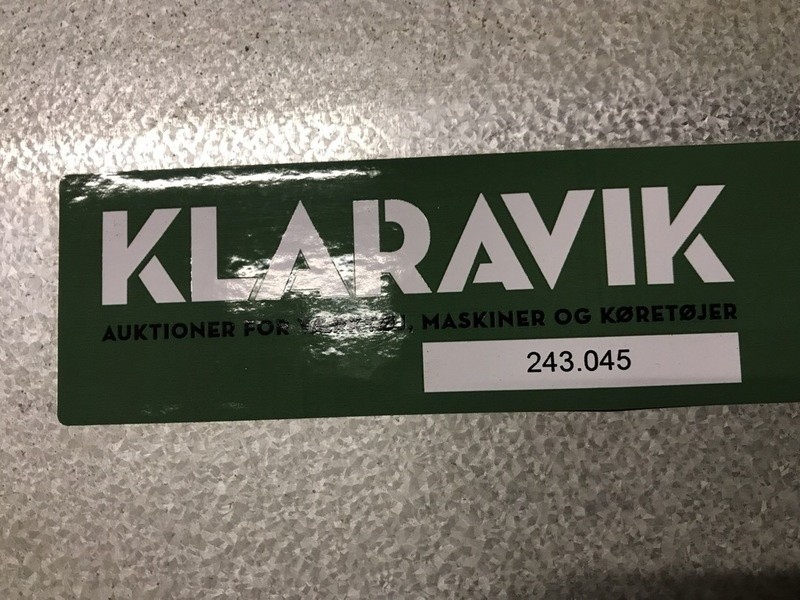 KLARAVIK
AUKTIONER FOR MASKINER OG KØRETØJER
243.045